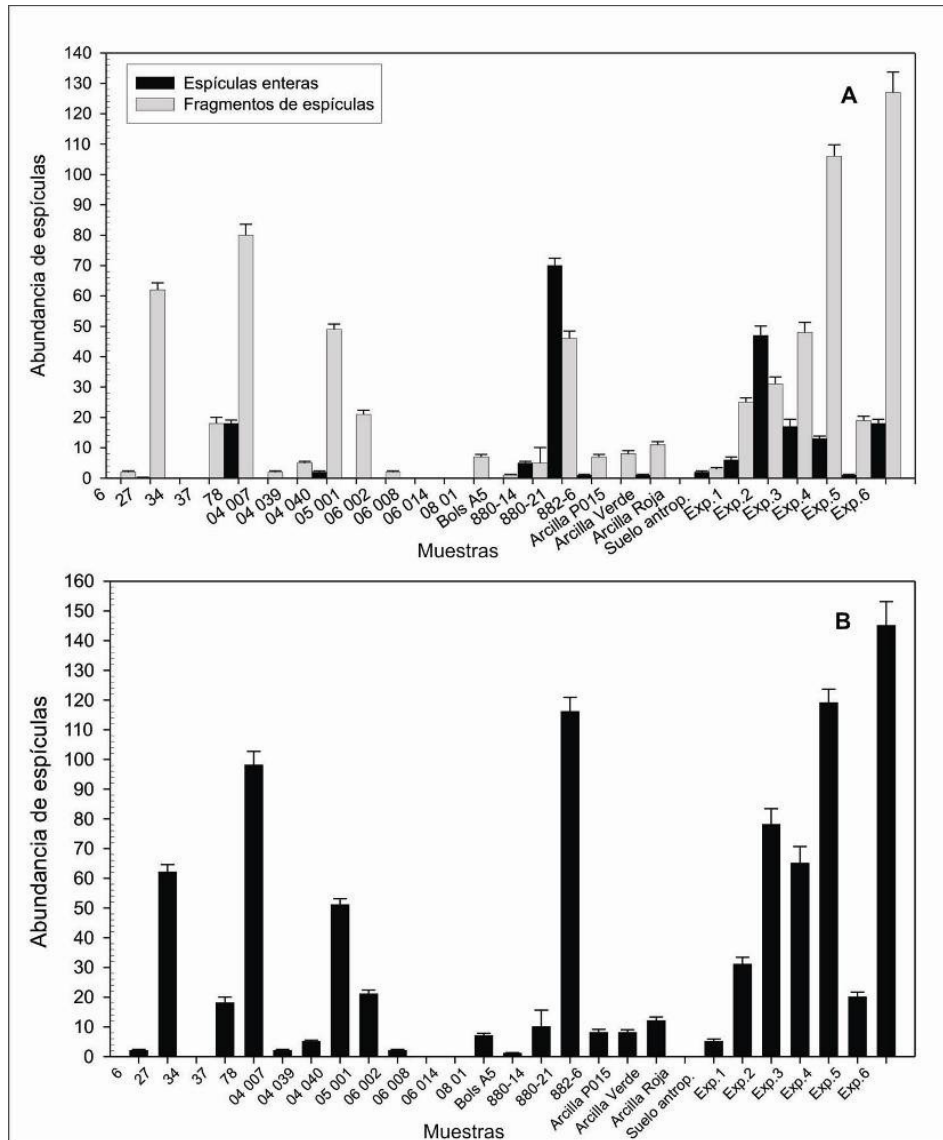 A
Espículas enteras
Fragmentos de espículas
Abundancia de espículas
140
130
120
110
100
90
80
70
60
50
40
30
20
10
0
6
27
34
37
78
04 007
04 039
04 040
05 001
06 002
06 008
06 014
08 01
Bols A5
880-14
880-21
882-6
Arcilla P015
Arcilla Verde
Arcilla Roja
Suelo antrop.
Exp.1
Exp.2
Exp.3
Exp.4
Exp.5
Exp.6
Muestras
B
Abundancia de espículas
160
150
140
130
120
110
100
90
80
70
60
50
40
30
20
10
0
6
27
34
37
78
04 007
04 039
04 040
05 001
06 002
06 008
06 014
08 01
Bols A5
880-14
880-21
882-6
Arcilla P015
Arcilla Verde
Arcilla Roja
Suelo antrop.
Exp.1
Exp.2
Exp.3
Exp.4
Exp.5
Exp.6
Muestras